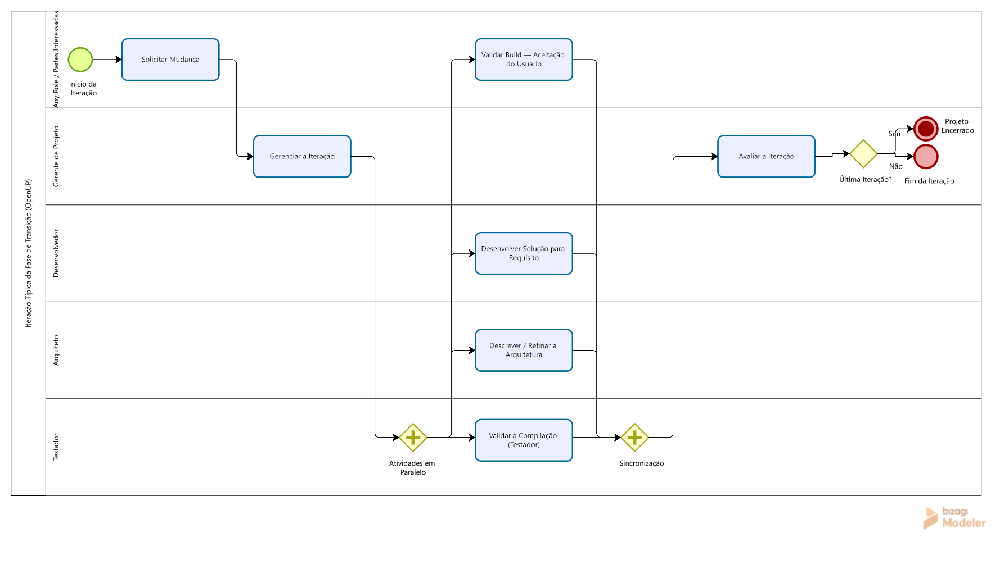 Iteração Típica da Fase de Transição (OpenUP)
Any Role / Partes Interessadas
Início da
Iteração
Solicitar Mudança
Validar Build — Aceitação
do Usuário
Gerente de Projeto
Gerenciar a Iteração
Avaliar a Iteração
Última Iteração?
Sim
Não
Projeto
Encerrado
Fim da Iteração
Desenvolvedor
Desenvolver Solução para
Requisito
Arquiteto
Descrever / Refinar a
Arquitetura
Testador
Atividades em
Paralelo
Validar a Compilação
(Testador)
Sincronização
bizagi
Modeler